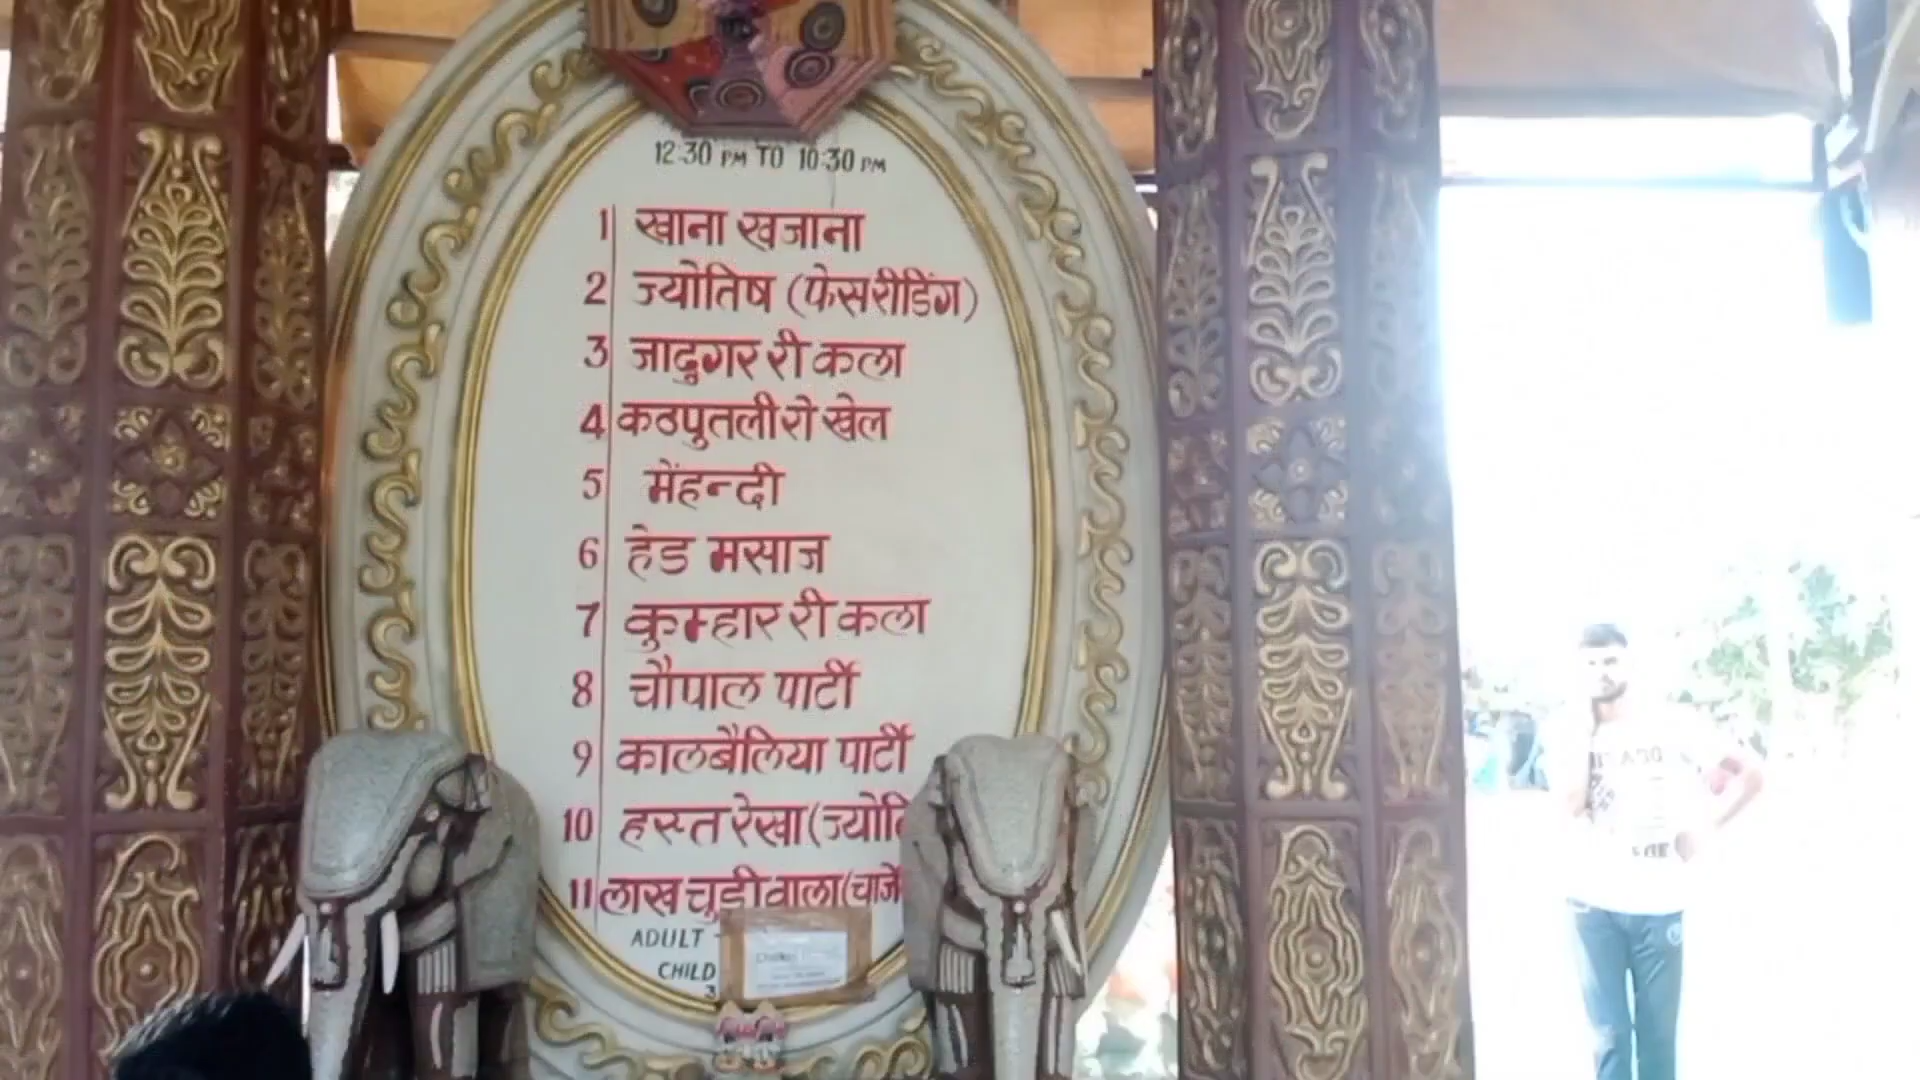 12:30 PM TO 10:30 PM
1 खाना खजाना
2 ज्योतिष (फेसरीडिंग)
3 जादुगर री कला
4 कठपुतली रो खेल
5 मेंहन्दी
6 हेड मसाज
7 कुम्हार री कला
8 चौपाल पार्टी
9 कालबैलिया पार्टी
10 हस्त रेखा (ज्योति
11 लाख चुडी वाला (चार्जे
ADULT -
CHILD
3